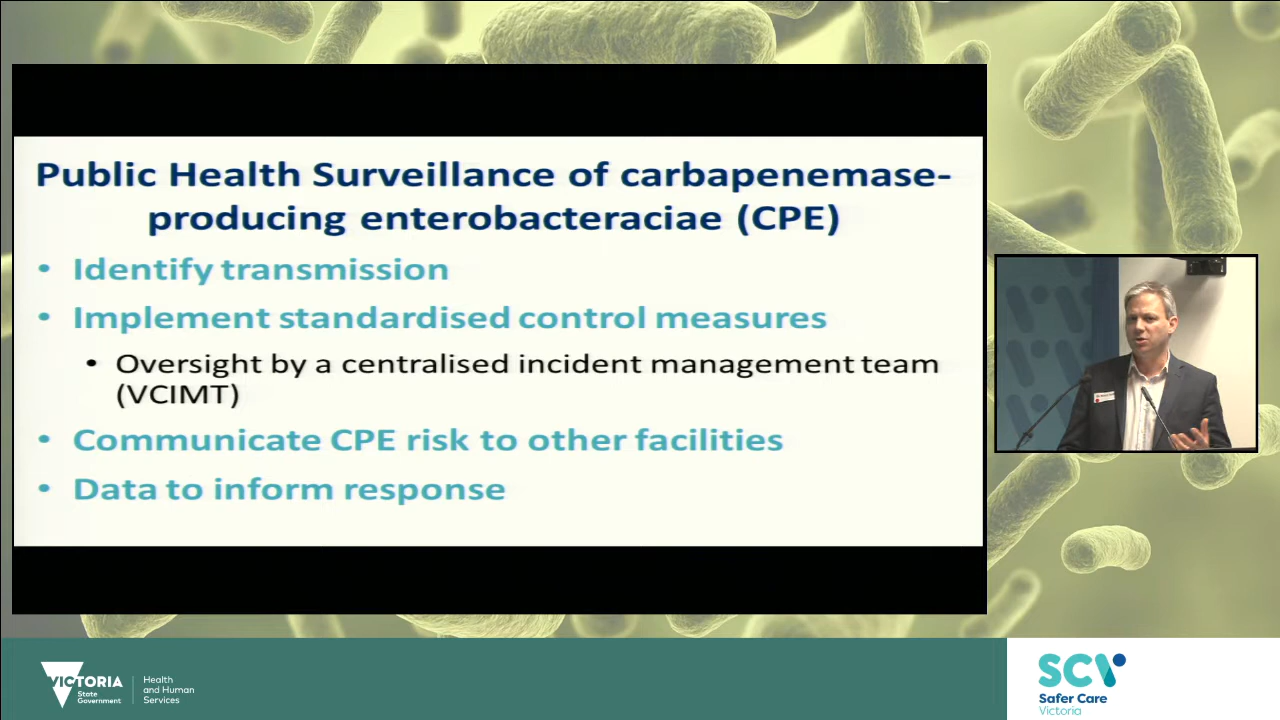 Public Health Surveillance of carbapenemase-
producing enterobacteraciae (CPE)
• Identify transmission
• Implement standardised control measures
• Oversight by a centralised incident management team
(VCIMT)
• Communicate CPE risk to other facilities
• Data to inform response
VICTORIA
State
Government
Health
and Human
Services
SCV
Safer Care
Victoria